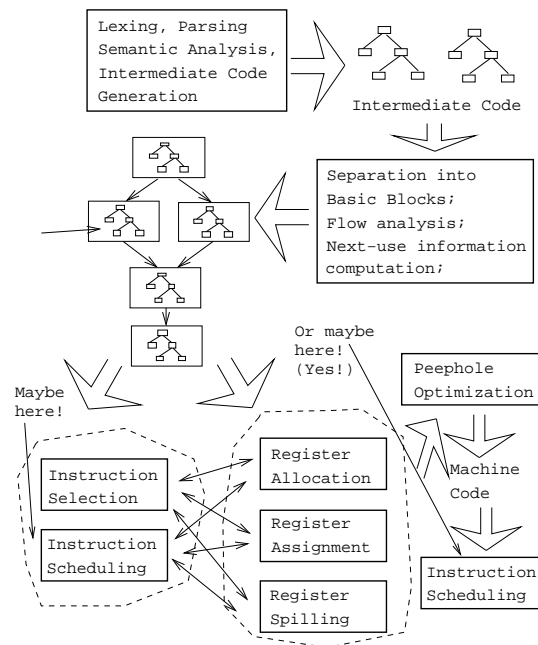 Lexing, Parsing
Semantic Analysis,
Intermediate Code
Generation
Intermediate Code
Separation into
Basic Blocks;
Flow analysis;
Next-use information
computation;
Or maybe
here!
(Yes!)
Peephole
Optimization
Maybe
here!
Instruction
Selection
Instruction
Scheduling
Register
Allocation
Register
Assignment
Register
Spilling
Machine
Code
Instruction
Scheduling